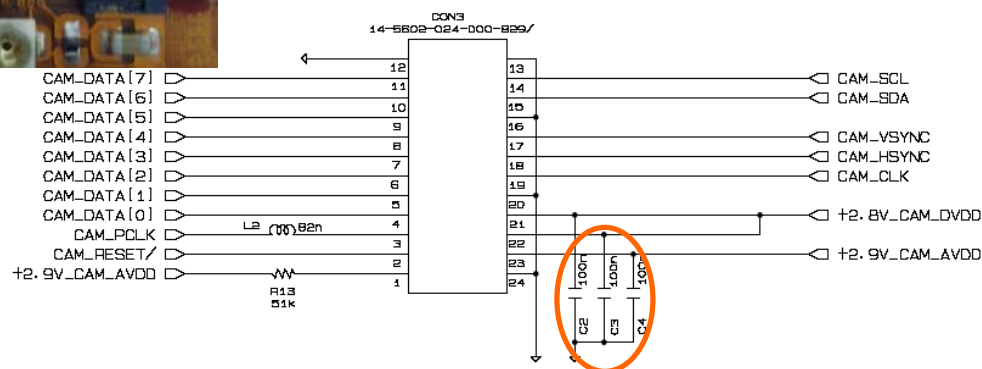 CON3
14-5602-024-000-829/
12 13
CAM_DATA[7] 11 14 CAM_SCL
CAM_DATA[6] 10 15 CAM_SDA
CAM_DATA[5] 9 16
CAM_DATA[4] 8 17 CAM_VSYNC
CAM_DATA[3] 7 18 CAM_HSYNC
CAM_DATA[2] 6 19 CAM_CLK
CAM_DATA[1] 5 20
CAM_DATA[0] 4 21 +2.8V_CAM_DVDD
CAM_PCLK L2 82n 3 22
CAM_RESET/ 2 23 +2.9V_CAM_AVDD
+2.9V_CAM_AVDD 1 24
R13
51K
100n 100n 100n
C2 C3 C4